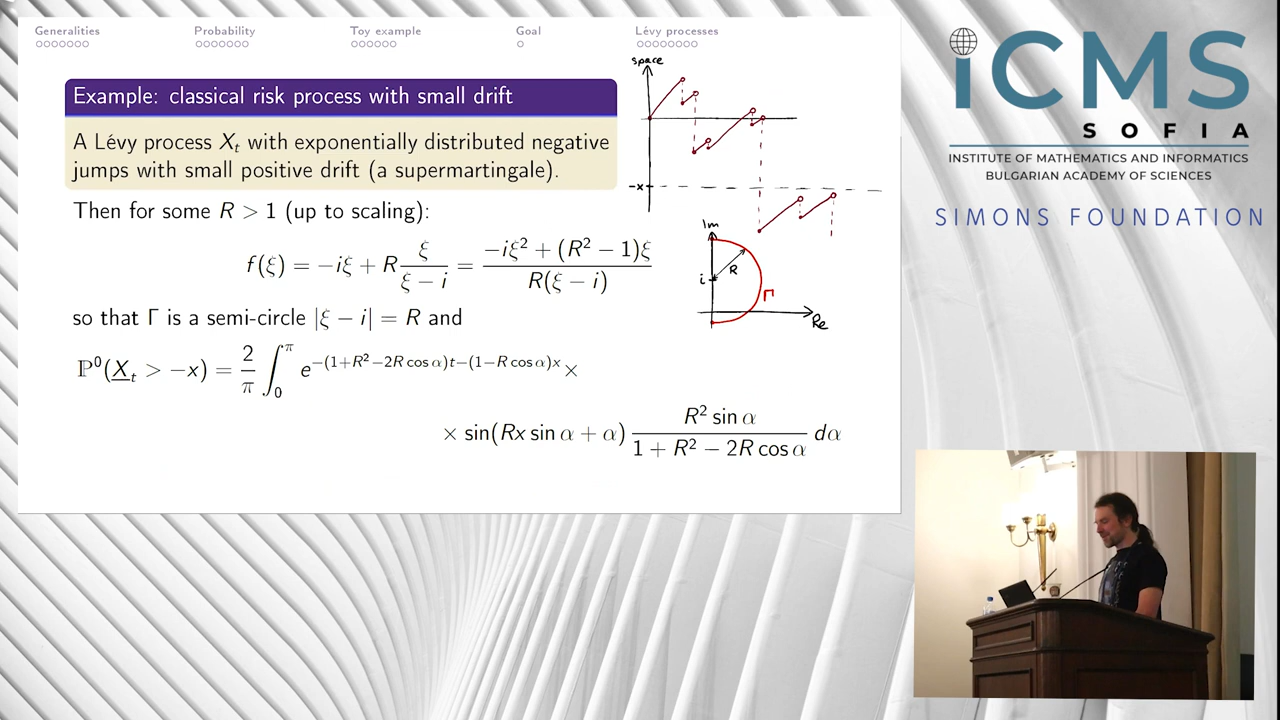 Generalities Probability Toy example Goal Lévy processes
Example: classical risk process with small drift
A Lévy process X_t with exponentially distributed negative
jumps with small positive drift (a supermartingale).
Then for some R > 1 (up to scaling):
f(ξ) = −iξ + R ξ/(ξ − i) = (−iξ² + (R² − 1)ξ)/(R(ξ − i))
so that Γ is a semi-circle |ξ − i| = R and
ℙ⁰(X̲_t > −x) = 2/π ∫₀^π e^{−(1+R²−2R cos α)t−(1−R cos α)x} ×
× sin(Rx sin α + α) (R² sin α)/(1 + R² − 2R cos α) dα
space
-x
Im
R
i
Γ
Re
iCMS
SOFIA
INSTITUTE OF MATHEMATICS AND INFORMATICS
BULGARIAN ACADEMY OF SCIENCES
SIMONS FOUNDATION